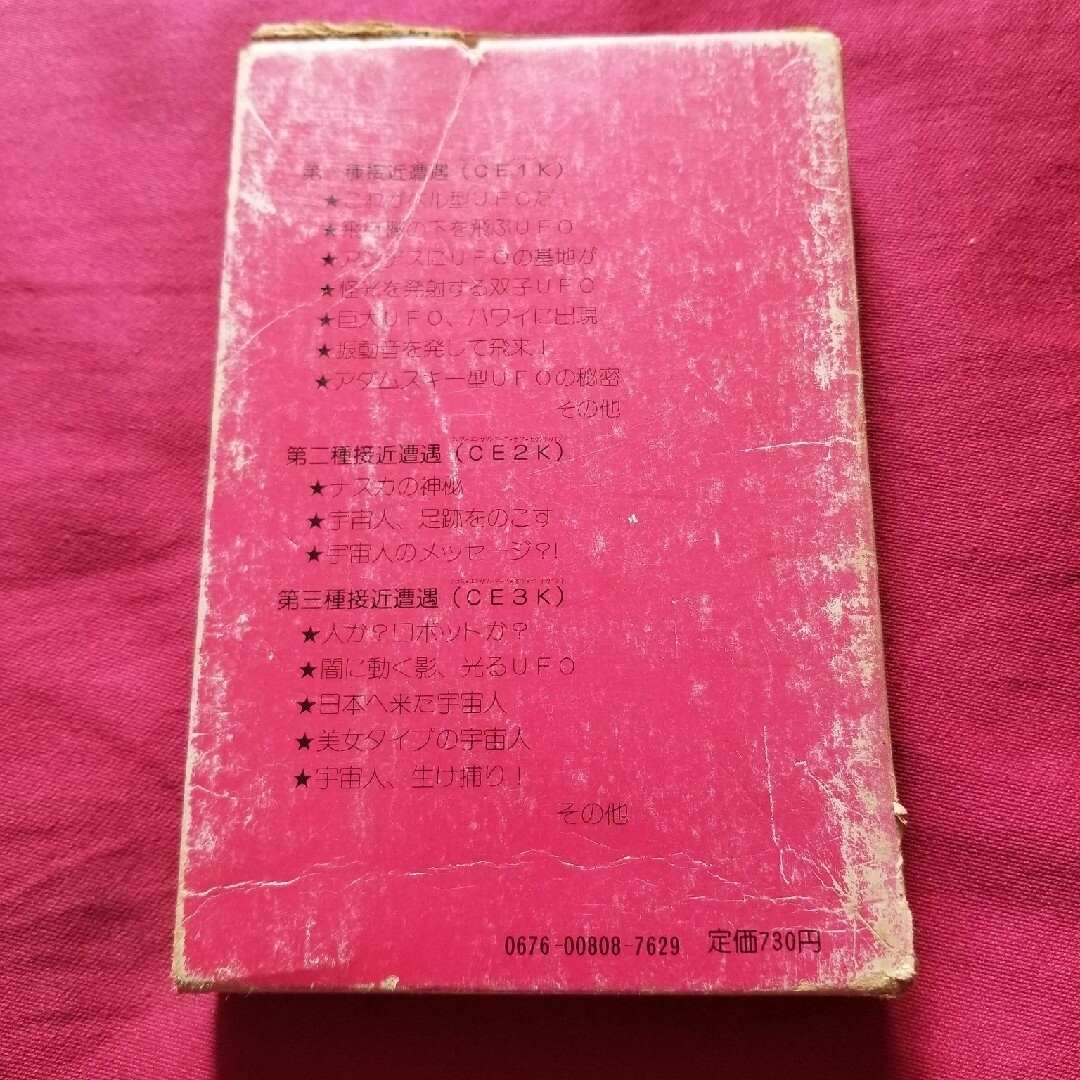 第一種接近遭遇（CE1K）
★これがベル型UFOだ！
★飛行機の下を飛ぶUFO
★アンデスにUFOの基地が
★怪光を発射する双子UFO
★巨大UFO、ハワイに出現
★振動音を発して飛来！
★アダムスキー型UFOの秘密
その他
第二種接近遭遇（CE2K）
★ナスカの神秘
★宇宙人、足跡をのこす
★宇宙人のメッセージ?!
第三種接近遭遇（CE3K）
★人か？ロボットか？
★闇に動く影、光るUFO
★日本へ来た宇宙人
★美女タイプの宇宙人
★宇宙人、生け捕り！
その他
0676-00808-7629 定価730円